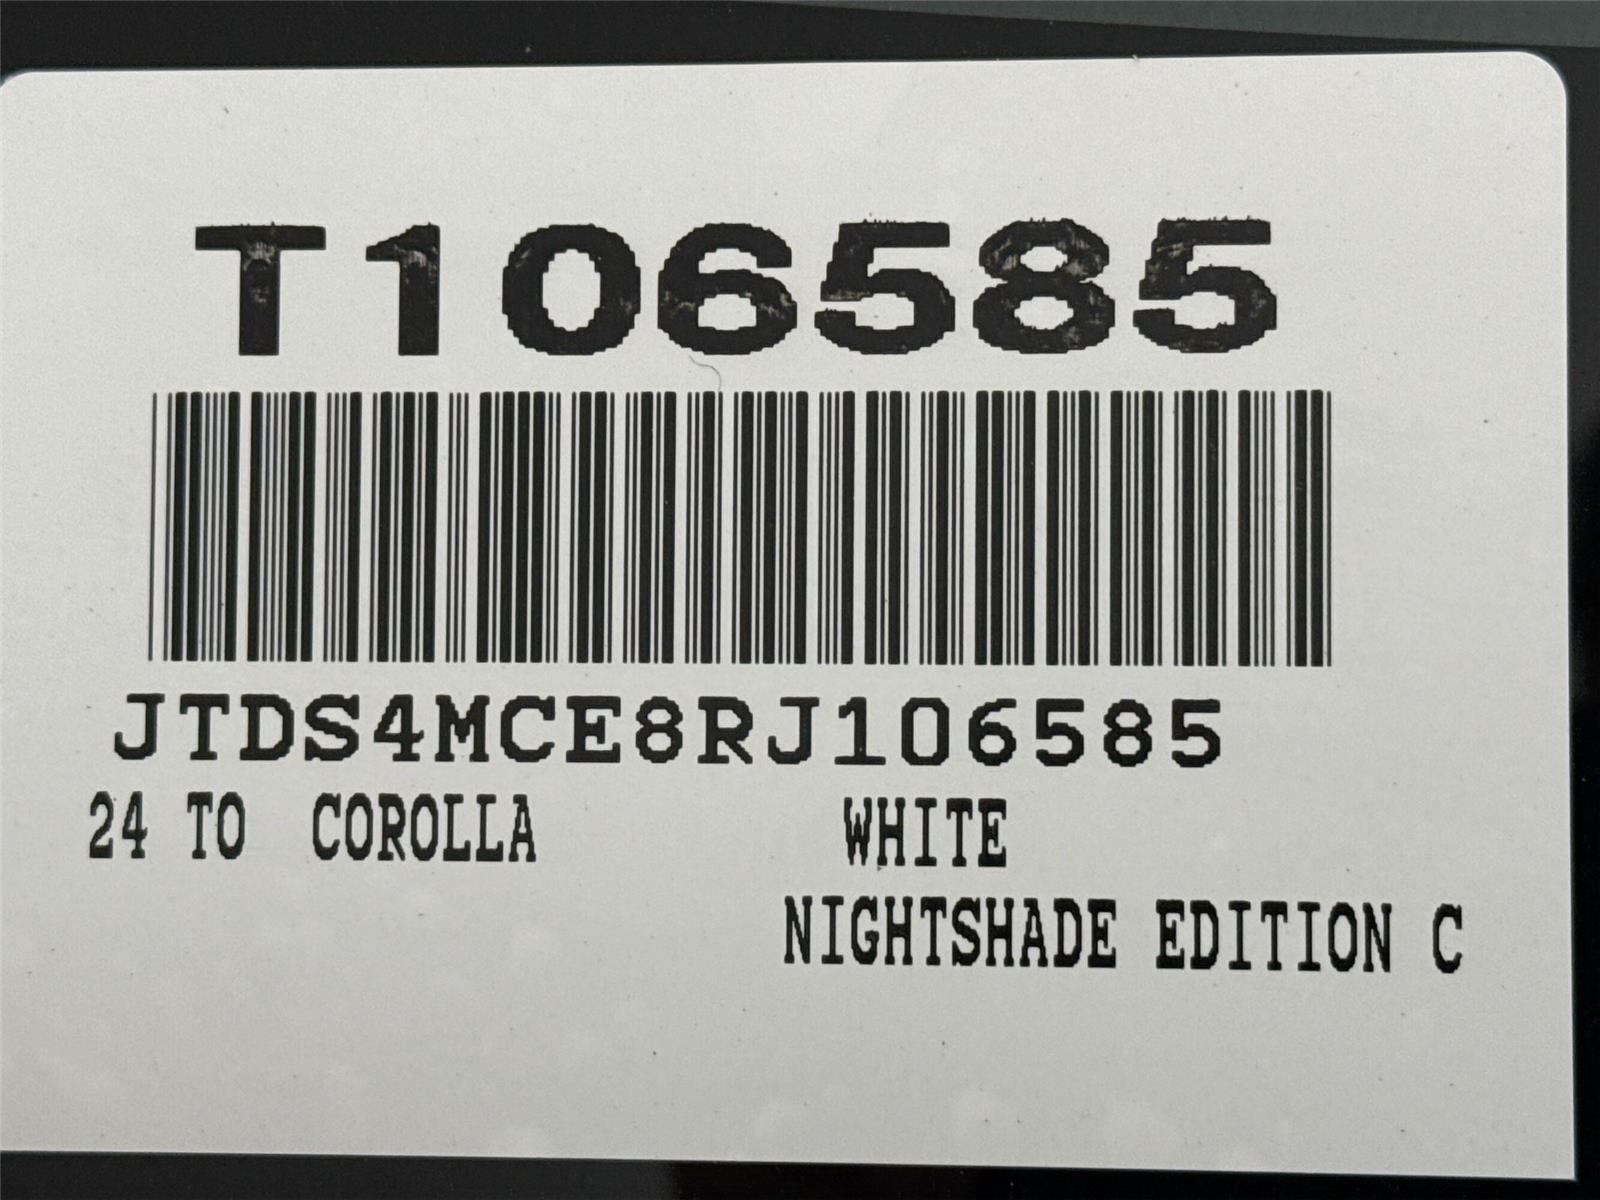 T106585
JTDS4MCE8RJ106585
24 TO COROLLA WHITE
NIGHTSHADE EDITION C